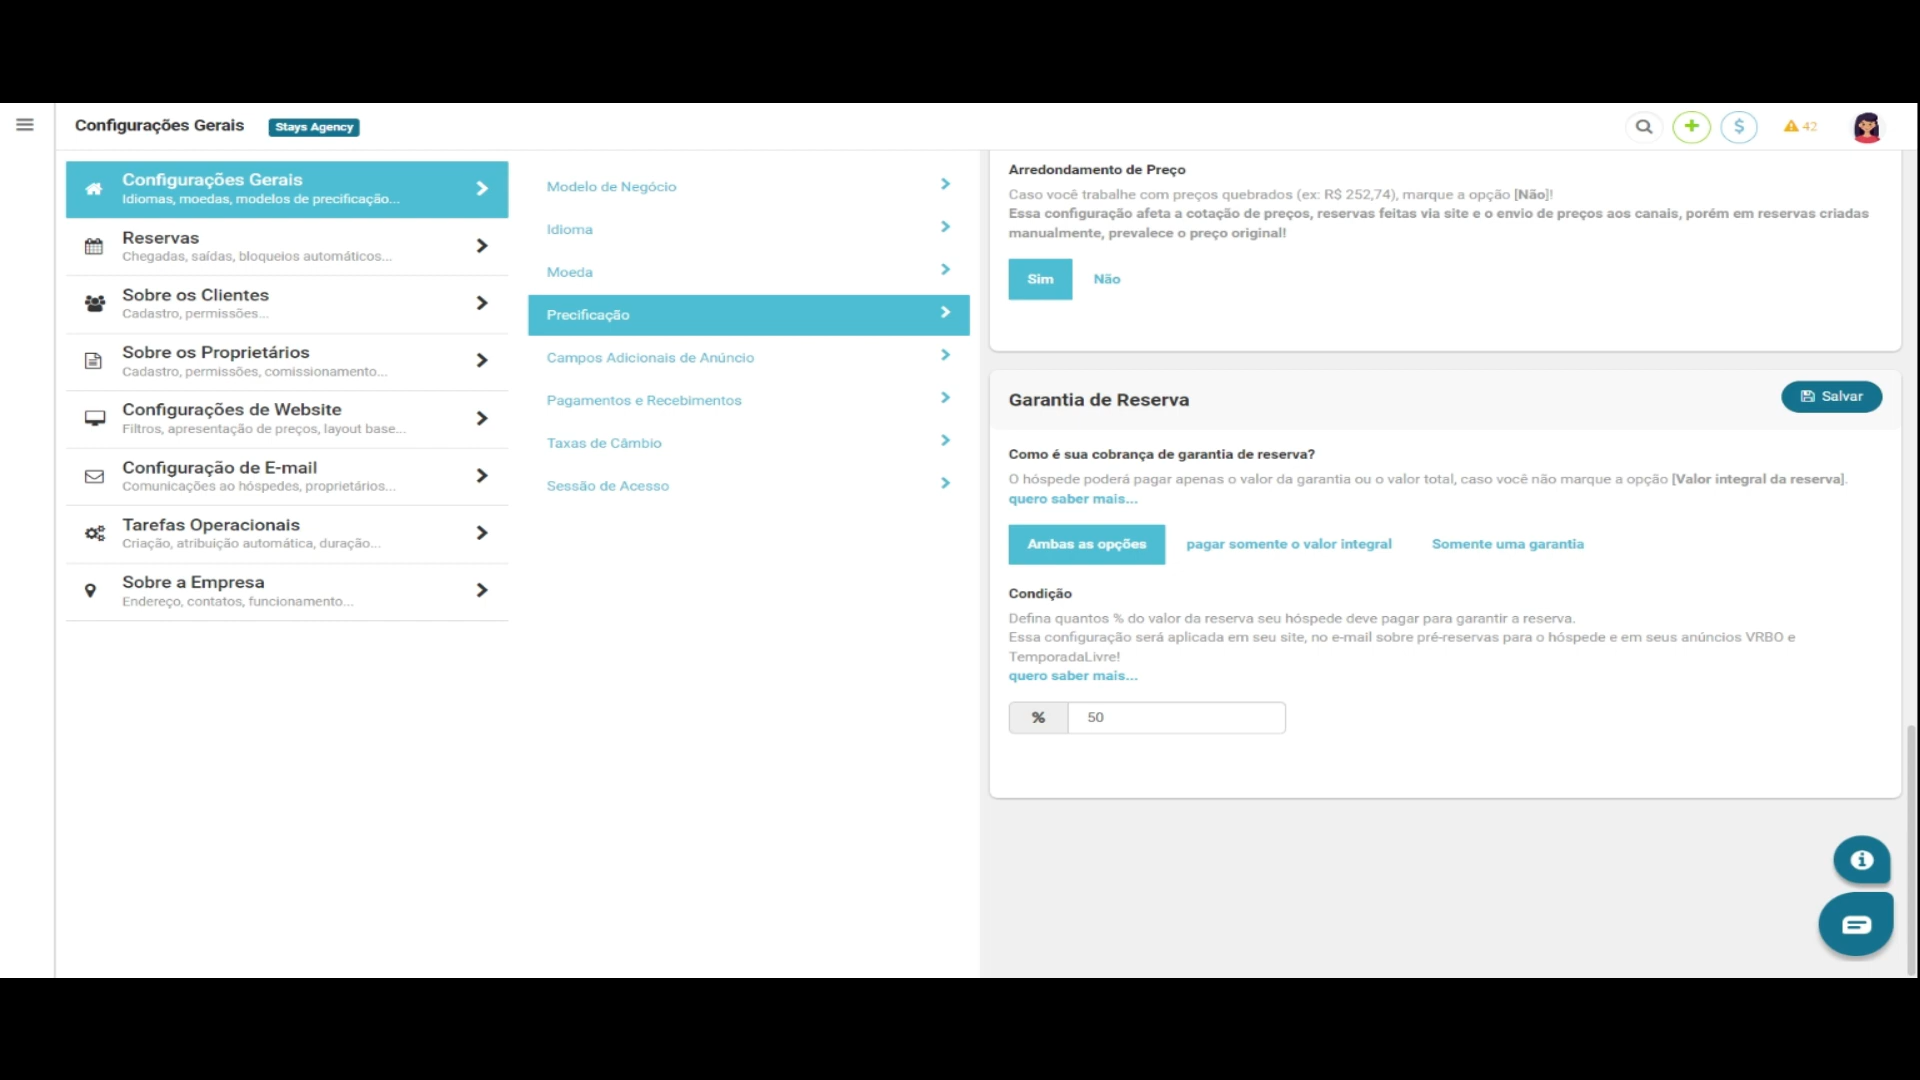 Configurações Gerais
Stays Agency
$
42
Configurações Gerais
Idiomas, moedas, modelos de precificação...
Reservas
Chegadas, saídas, bloqueios automáticos...
Sobre os Clientes
Cadastro, permissões...
Sobre os Proprietários
Cadastro, permissões, comissionamento...
Configurações de Website
Filtros, apresentação de preços, layout base...
Configuração de E-mail
Comunicações ao hóspedes, proprietários...
Tarefas Operacionais
Criação, atribuição automática, duração...
Sobre a Empresa
Endereço, contatos, funcionamento...
Modelo de Negócio
Idioma
Moeda
Precificação
Campos Adicionais de Anúncio
Pagamentos e Recebimentos
Taxas de Câmbio
Sessão de Acesso
Arredondamento de Preço
Caso você trabalhe com preços quebrados (ex: R$ 252,74), marque a opção [Não]!
Essa configuração afeta a cotação de preços, reservas feitas via site e o envio de preços aos canais, porém em reservas criadas
manualmente, prevalece o preço original!
Sim
Não
Garantia de Reserva
Salvar
Como é sua cobrança de garantia de reserva?
O hóspede poderá pagar apenas o valor da garantia ou o valor total, caso você não marque a opção [Valor integral da reserva].
quero saber mais...
Ambas as opções
pagar somente o valor integral
Somente uma garantia
Condição
Defina quantos % do valor da reserva seu hóspede deve pagar para garantir a reserva.
Essa configuração será aplicada em seu site, no e-mail sobre pré-reservas para o hóspede e em seus anúncios VRBO e
TemporadaLivre!
quero saber mais...
%
50